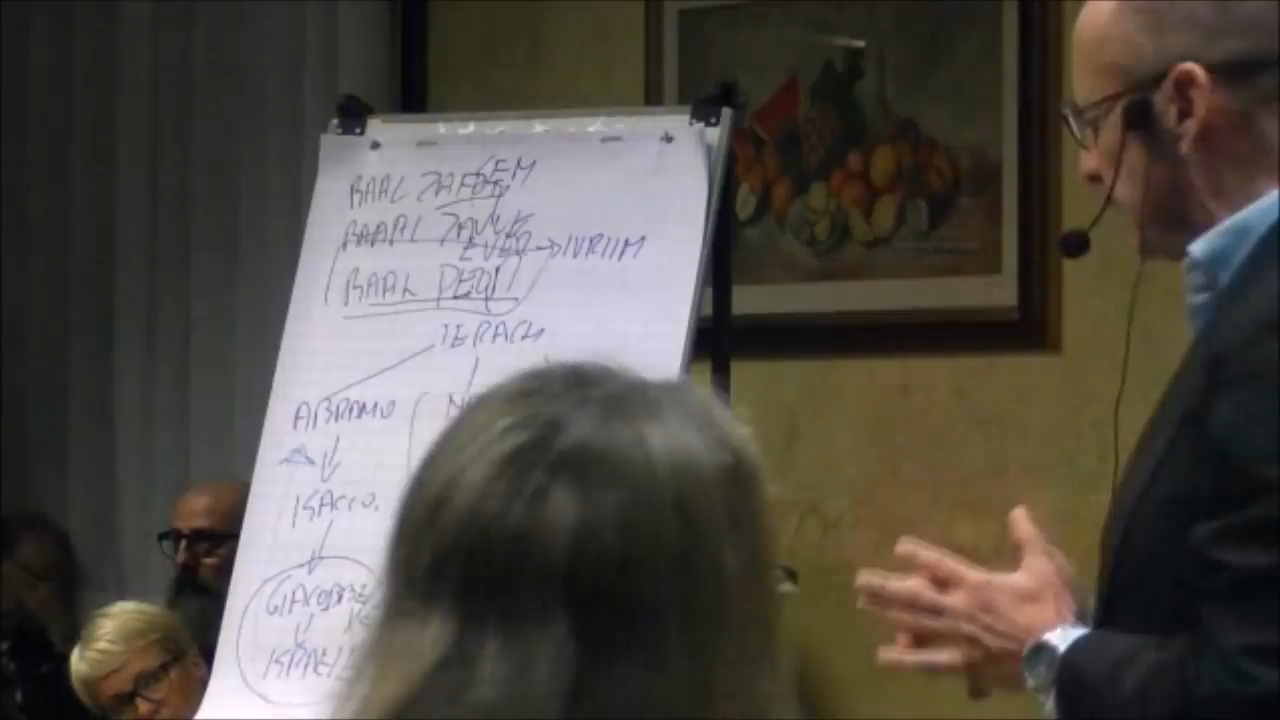 SEM
BAAL ZAFON
BAAL
EVER → IVRIIM
BAAL PEOR
TERACH
ABRAMO
ISACCO.
GIACOBBE
ISRAELE